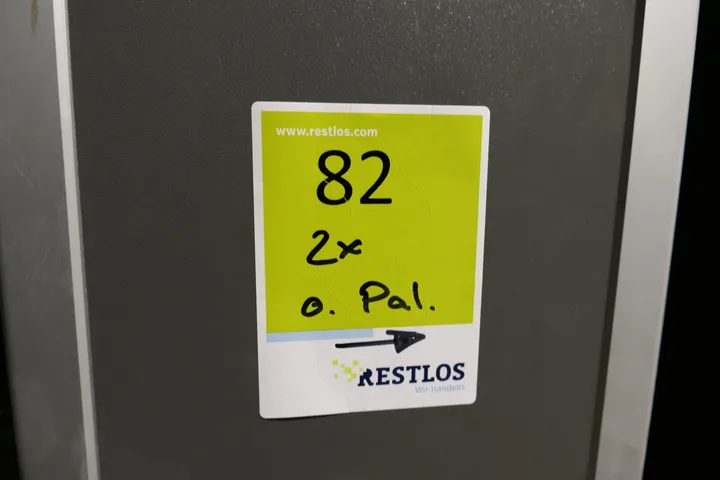 www.restlos.com
82
2x
o. Pal.
RESTLOS
Wir handeln.